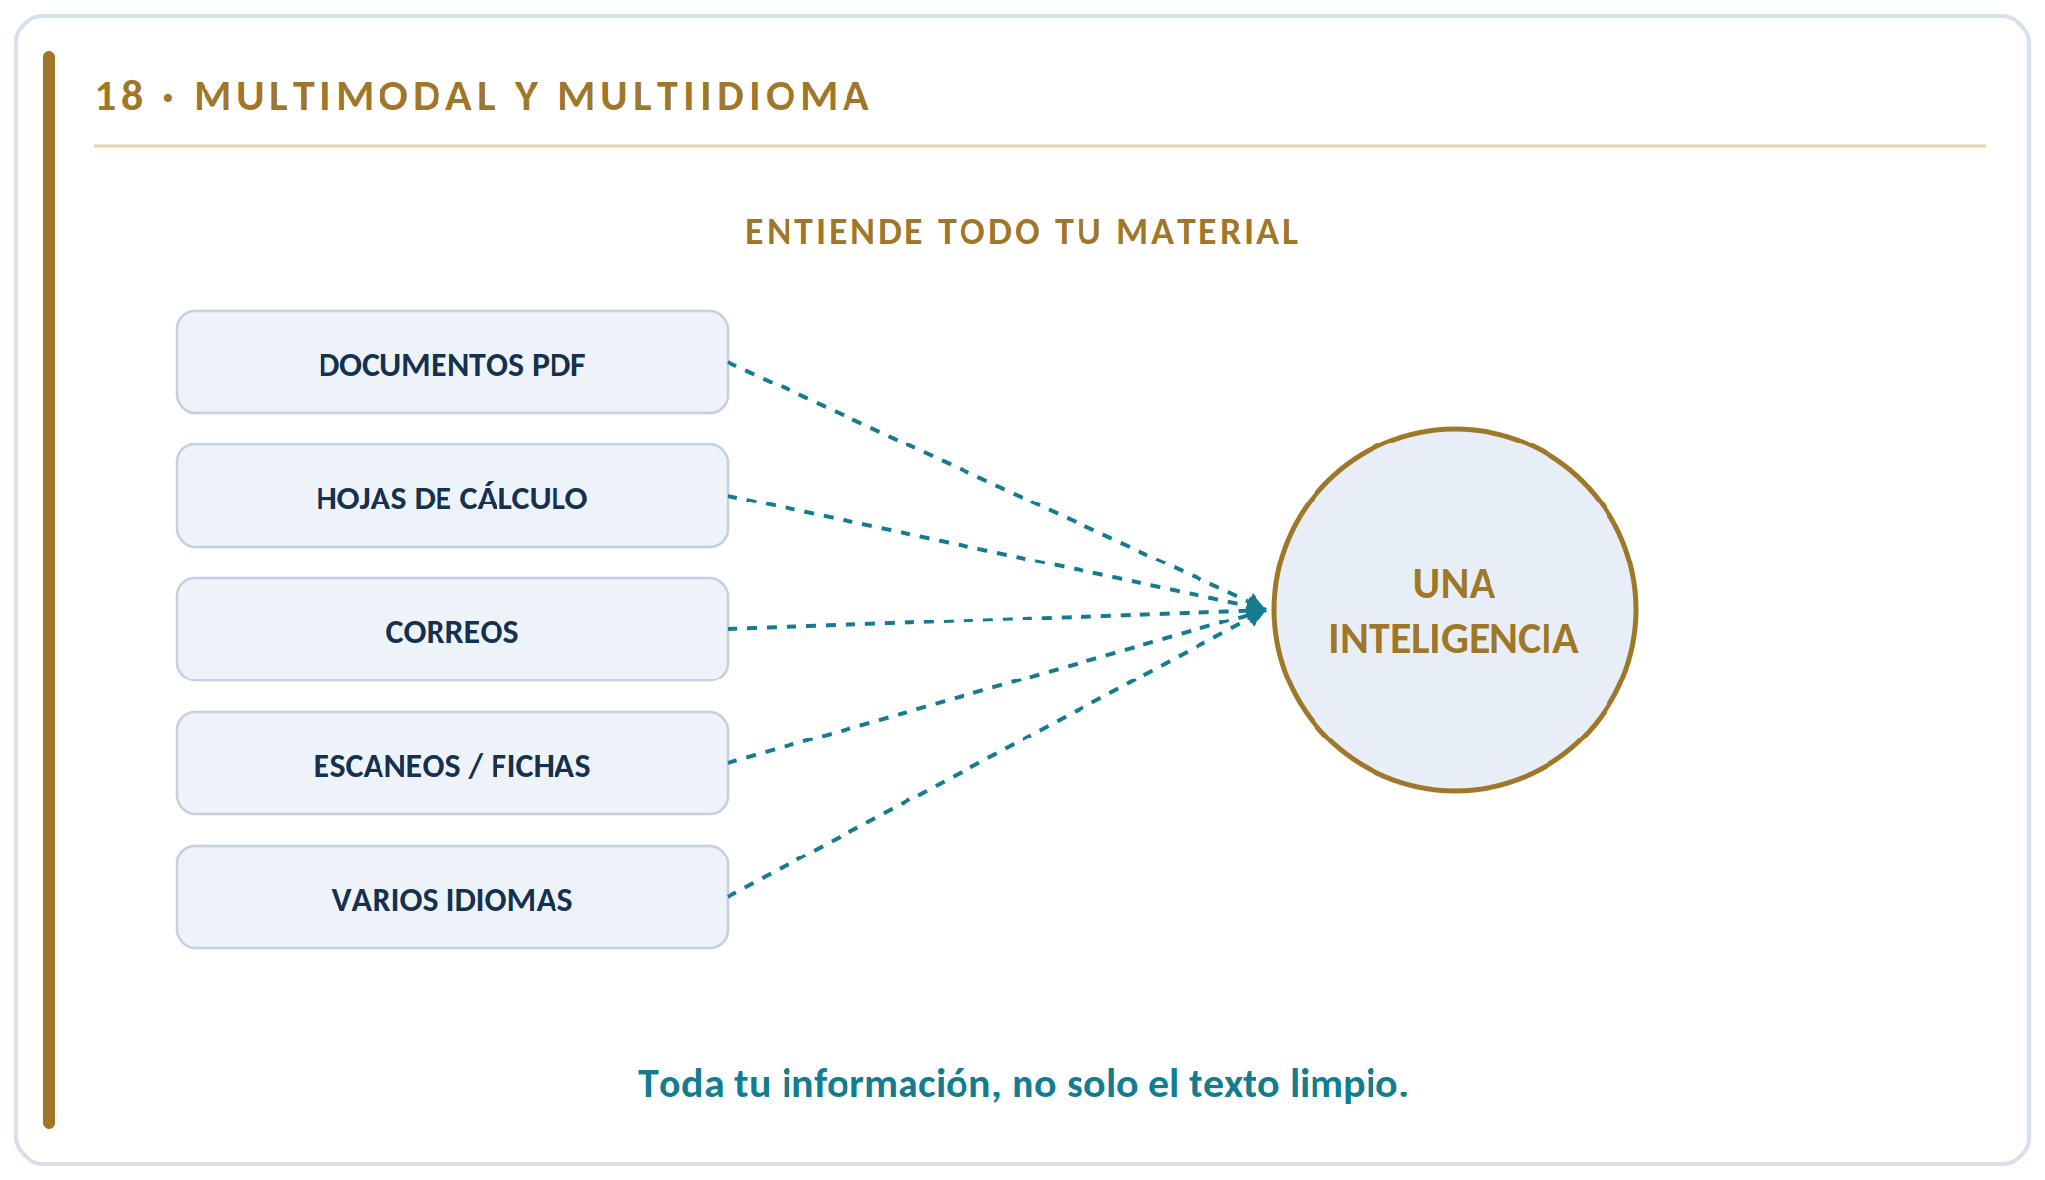 18 · MULTIMODAL Y MULTIIDIOMA
ENTIENDE TODO TU MATERIAL
DOCUMENTOS PDF
HOJAS DE CÁLCULO
CORREOS
ESCANEOS / FICHAS
VARIOS IDIOMAS
UNA
INTELIGENCIA
Toda tu información, no solo el texto limpio.